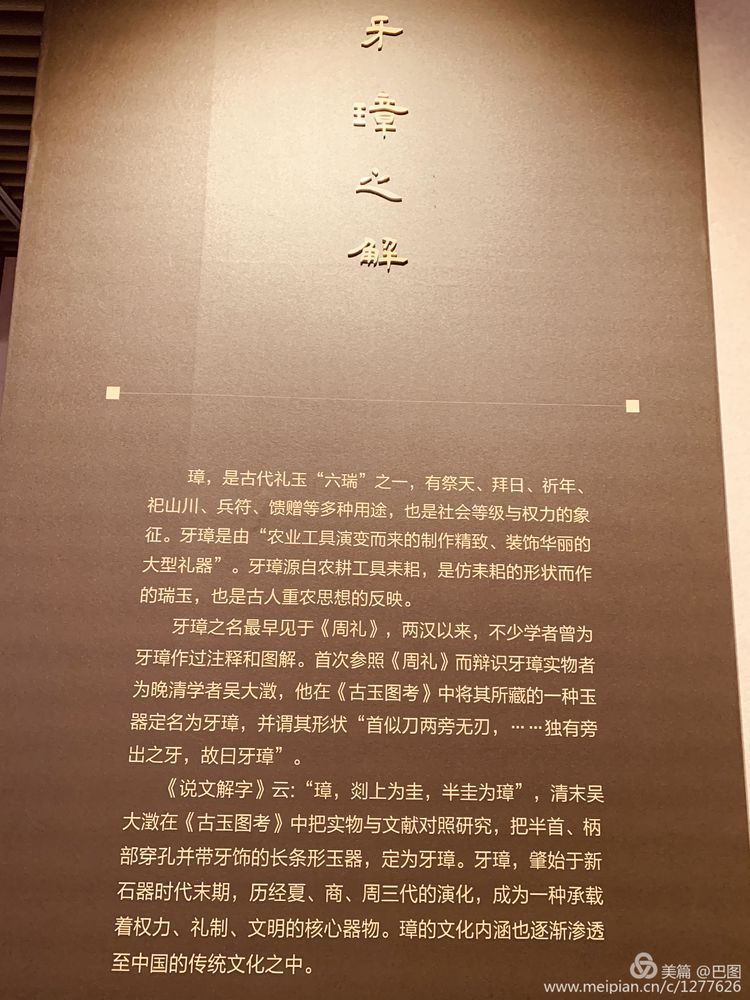 牙璋之解
璋，是古代礼玉“六瑞”之一，有祭天、拜日、祈年、
祀山川、兵符、馈赠等多种用途，也是社会等级与权力的象
征。牙璋是由“农业工具演变而来的制作精致、装饰华丽的
大型礼器”。牙璋源自农耕工具耒耜，是仿耒耜的形状而作
的瑞玉，也是古人重农思想的反映。
牙璋之名最早见于《周礼》，两汉以来，不少学者曾为
牙璋作过注释和图解。首次参照《周礼》而辩识牙璋实物者
为晚清学者吴大澂，他在《古玉图考》中将其所藏的一种玉
器定名为牙璋，并谓其形状“首似刀两旁无刃，……独有旁
出之牙，故曰牙璋”。
《说文解字》云：“璋，剡上为圭，半圭为璋”，清末吴
大澂在《古玉图考》中把实物与文献对照研究，把半首、柄
部穿孔并带牙饰的长条形玉器，定为牙璋。牙璋，肇始于新
石器时代末期，历经夏、商、周三代的演化，成为一种承载
着权力、礼制、文明的核心器物。璋的文化内涵也逐渐渗透
至中国的传统文化之中。
美篇 @巴图
www.meipian.cn/c/1277626